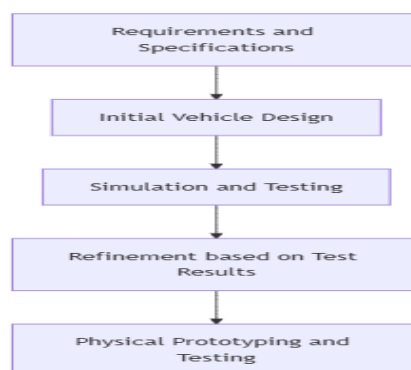 Requirements and
Specifications
Initial Vehicle Design
Simulation and Testing
Refinement based on Test
Results
Physical Prototyping and
Testing